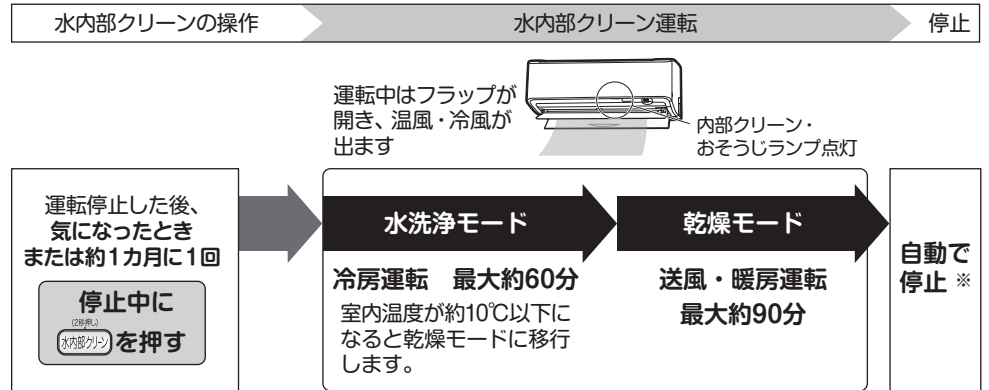 水内部クリーンの操作
水内部クリーン運転
停止
運転中はフラップが
開き、温風・冷風が
出ます
内部クリーン・
おそうじランプ点灯
運転停止した後、
気になったとき
または約1カ月に1回
停止中に
(2秒押し)
水内部クリーン を押す
水洗浄モード
冷房運転 最大約60分
室内温度が約10℃以下に
なると乾燥モードに移行
します。
乾燥モード
送風・暖房運転
最大約90分
自動で
停止 ※